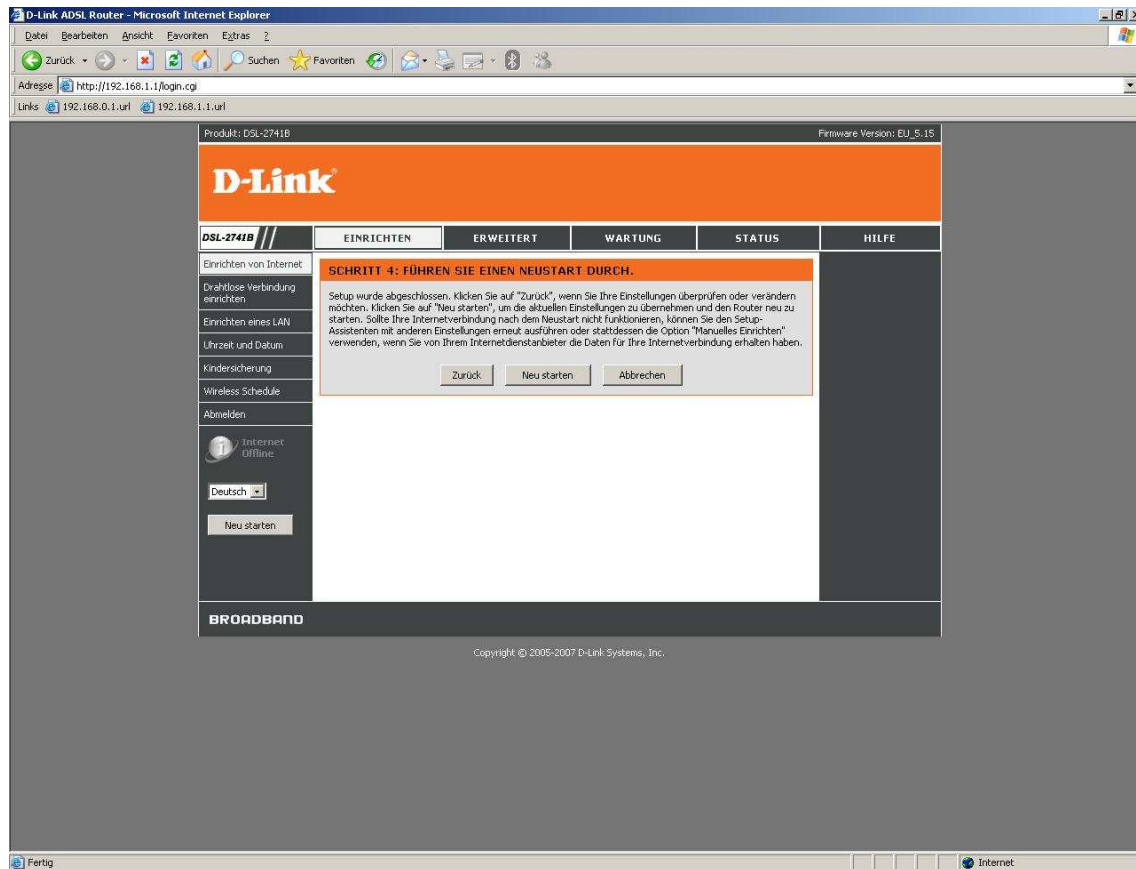 D-Link ADSL Router - Microsoft Internet Explorer
Datei Bearbeiten Ansicht Favoriten Extras ?
Zurück Suchen Favoriten
Adresse http://192.168.1.1/login.cgi
Links 192.168.0.1.url 192.168.1.1.url
Produkt: DSL-2741B Firmware Version: EU_5.15
D-Link®
DSL-2741B EINRICHTEN ERWEITERT WARTUNG STATUS HILFE
Einrichten von Internet
Drahtlose Verbindung
einrichten
Einrichten eines LAN
Uhrzeit und Datum
Kindersicherung
Wireless Schedule
Abmelden
Internet
Offline
Deutsch
Neu starten
SCHRITT 4: FÜHREN SIE EINEN NEUSTART DURCH.
Setup wurde abgeschlossen. Klicken Sie auf "Zurück", wenn Sie Ihre Einstellungen überprüfen oder verändern
möchten. Klicken Sie auf "Neu starten", um die aktuellen Einstellungen zu übernehmen und den Router neu zu
starten. Sollte Ihre Internetverbindung nach dem Neustart nicht funktionieren, können Sie den Setup-
Assistenten mit anderen Einstellungen erneut ausführen oder stattdessen die Option "Manuelles Einrichten"
verwenden, wenn Sie von Ihrem Internetdienstanbieter die Daten für Ihre Internetverbindung erhalten haben.
Zurück Neu starten Abbrechen
BROADBAND
Copyright © 2005-2007 D-Link Systems, Inc.
Fertig Internet